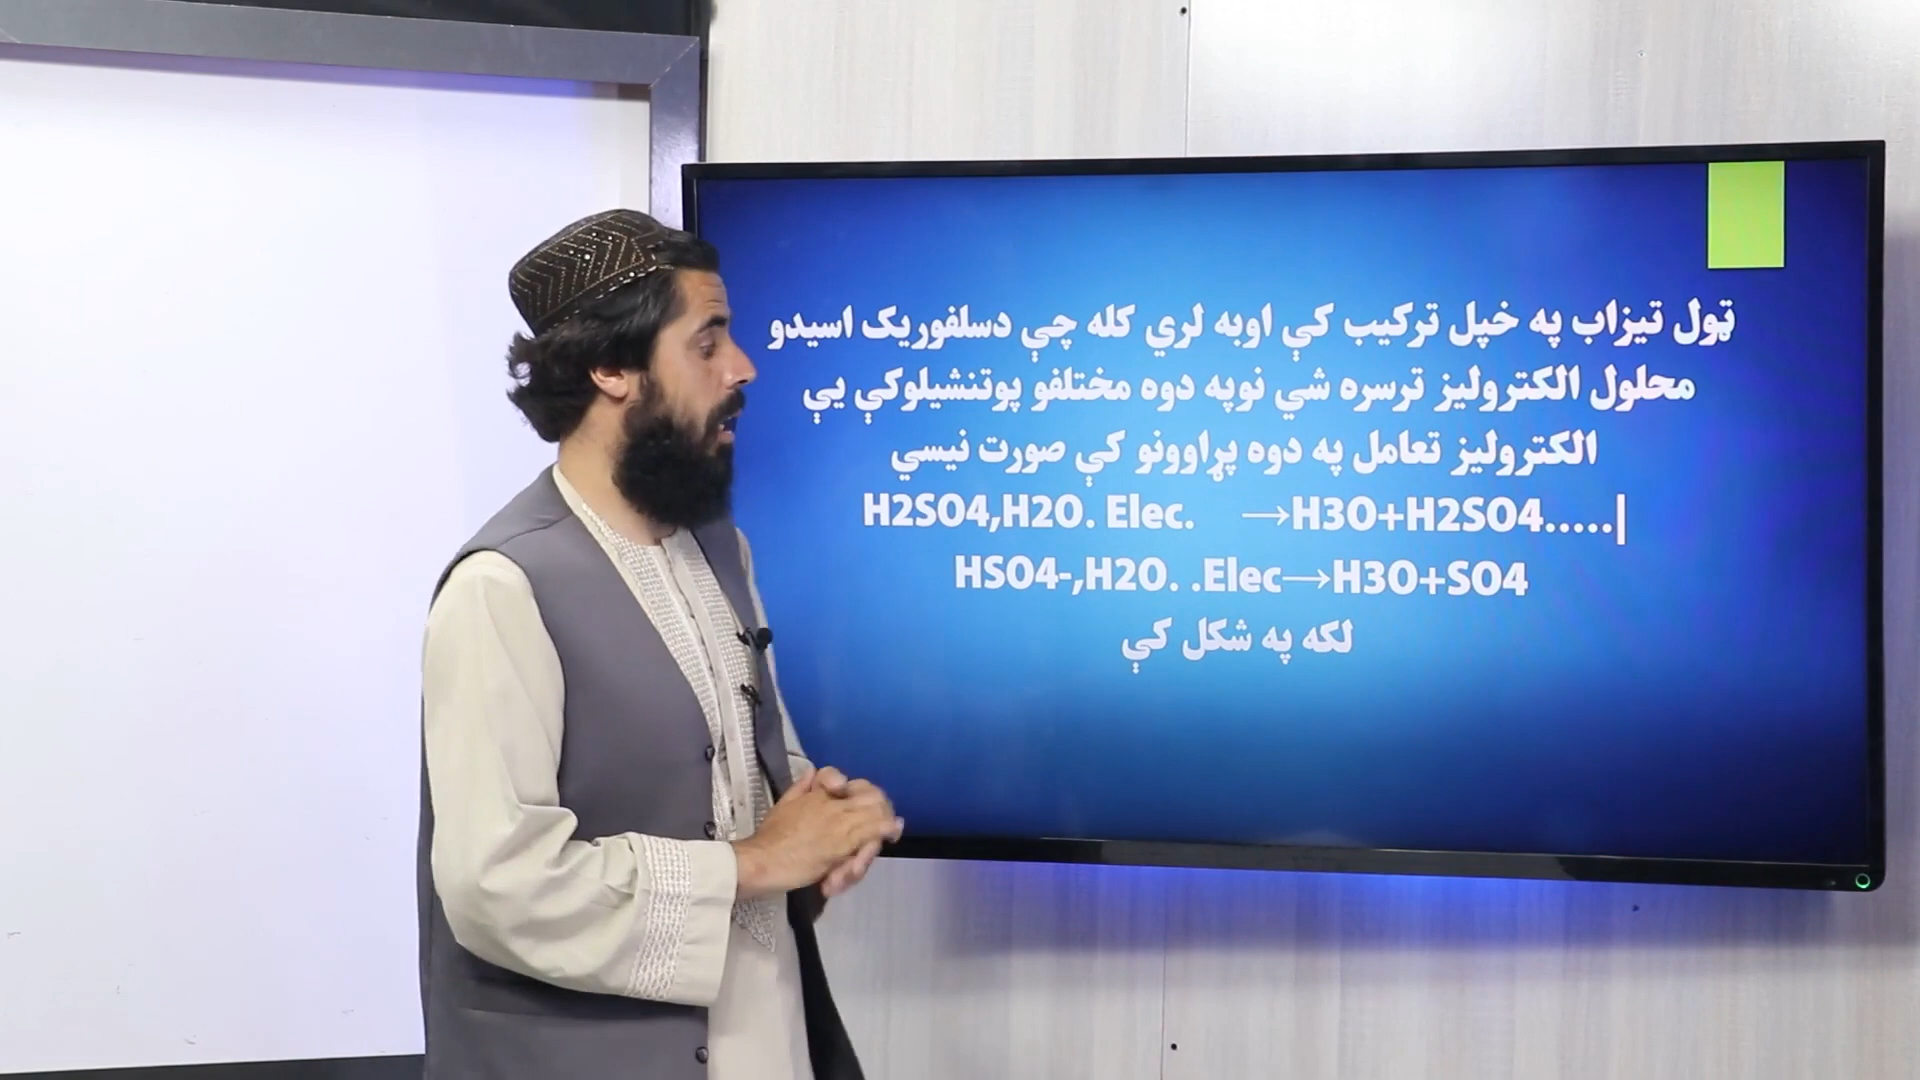 ټول تیزاب په خپل ترکیب کې اوبه لري کله چې دسلفوریک اسیدو
محلول الکترولیز ترسره شي نوپه دوه مختلفو پوتنشیلوکې یې
الکترولیز تعامل په دوه پړاوونو کې صورت نیسي
H2SO4,H2O. Elec. →H3O+H2SO4.....|
HSO4-,H2O. .Elec→H3O+SO4
لکه په شکل کې